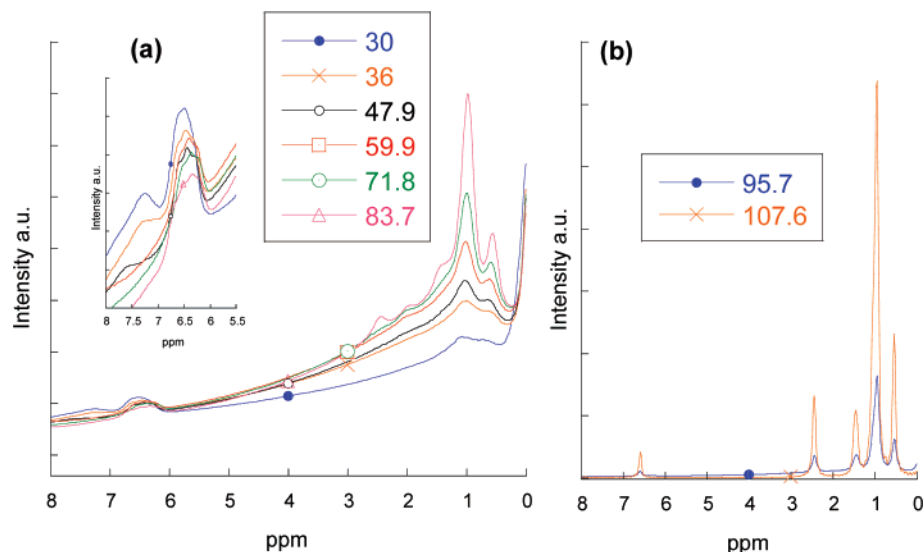 (a)
30
36
47.9
59.9
71.8
83.7
Intensity a.u.
8 7.5 7 6.5 6 5.5
ppm
Intensity a.u.
8 7 6 5 4 3 2 1 0
ppm
(b)
95.7
107.6
Intensity a.u.
8 7 6 5 4 3 2 1 0
ppm